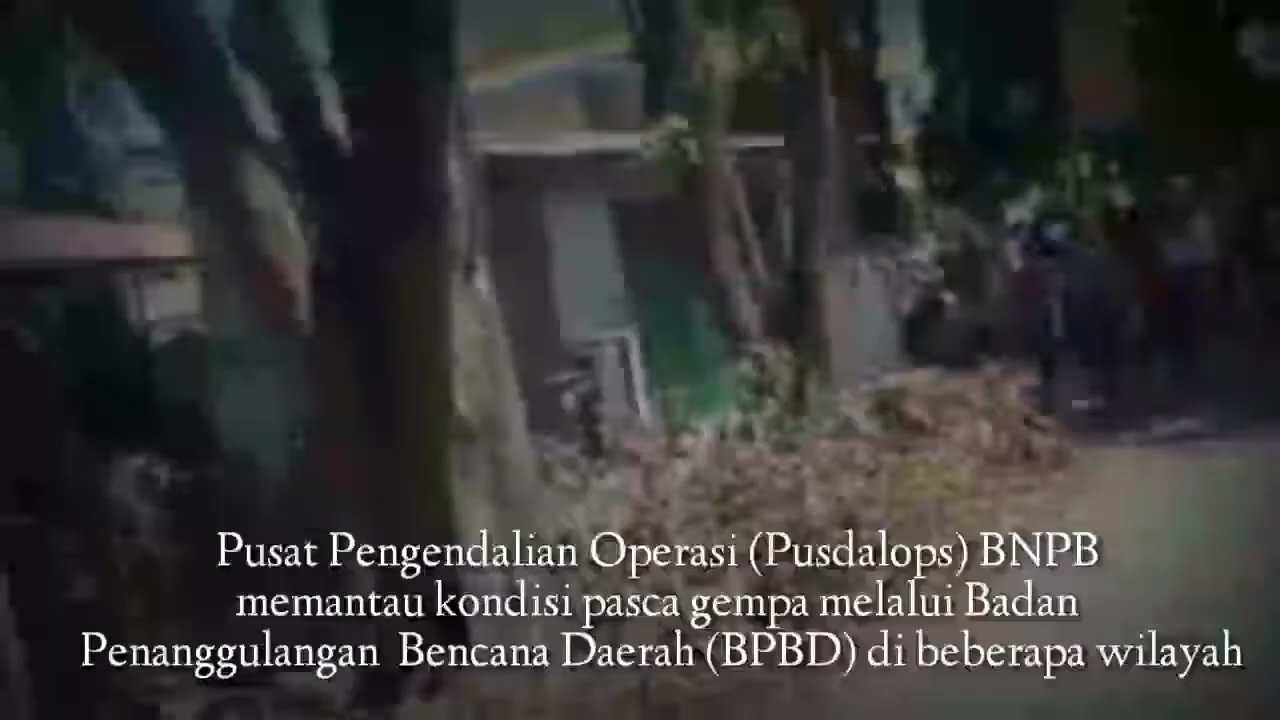 Pusat Pengendalian Operasi (Pusdalops) BNPB
memantau kondisi pasca gempa melalui Badan
Penanggulangan Bencana Daerah (BPBD) di beberapa wilayah